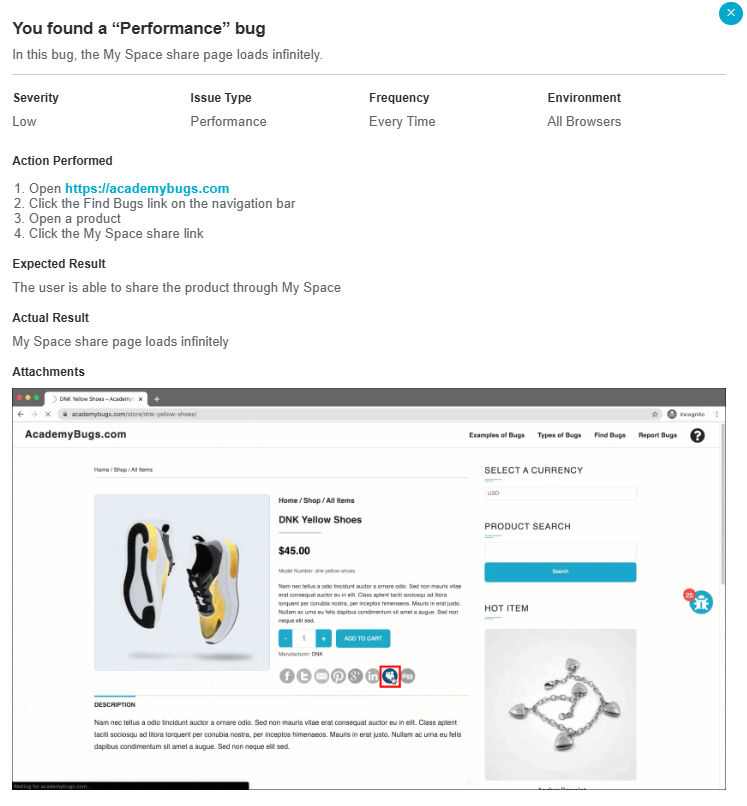 You found a “Performance” bug
In this bug, the My Space share page loads infinitely.
Severity Issue Type Frequency Environment
Low Performance Every Time All Browsers
Action Performed
1. Open https://academybugs.com
2. Click the Find Bugs link on the navigation bar
3. Open a product
4. Click the My Space share link
Expected Result
The user is able to share the product through My Space
Actual Result
My Space share page loads infinitely
Attachments
DNK Yellow Shoes – Academy
academybugs.com/store/dnk-yellow-shoes/ Incognito
AcademyBugs.com Examples of Bugs Types of Bugs Find Bugs Report Bugs ?
Home / Shop / All Items
Home / Shop / All Items
DNK Yellow Shoes
$45.00
Model Number: dnk-yellow-shoes
Nam nec tellus a odio tincidunt auctor a ornare odio. Sed non mauris vitae
erat consequat auctor eu in elit. Class aptent taciti sociosqu ad litora
torquent per conubia nostra, per inceptos himenaeos. Mauris in erat justo.
Nullam ac urna eu felis dapibus condimentum sit amet a augue. Sed non
neque elit sed.
- 1 + ADD TO CART
Manufacturer: DNK
DESCRIPTION
Nam nec tellus a odio tincidunt auctor a ornare odio. Sed non mauris vitae erat consequat auctor eu in elit. Class aptent
taciti sociosqu ad litora torquent per conubia nostra, per inceptos himenaeos. Mauris in erat justo. Nullam ac urna eu felis
dapibus condimentum sit amet a augue. Sed non neque elit sed.
SELECT A CURRENCY
USD
PRODUCT SEARCH
Search
25
HOT ITEM
Waiting for academybugs.com...